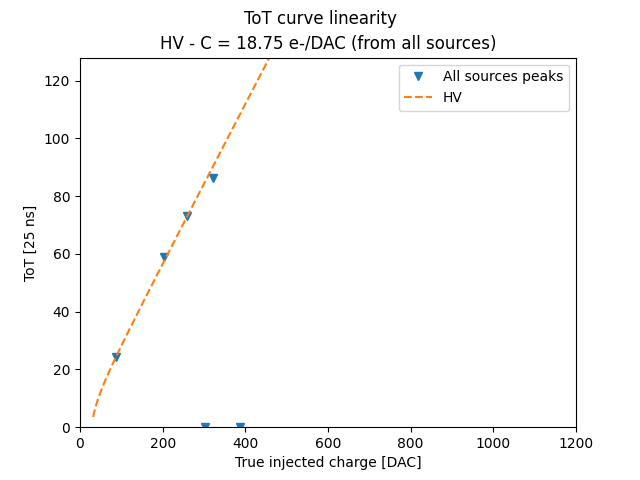 ToT curve linearity
HV - C = 18.75 e-/DAC (from all sources)
All sources peaks
HV
ToT [25 ns]
120
100
80
60
40
20
0
0 200 400 600 800 1000 1200
True injected charge [DAC]